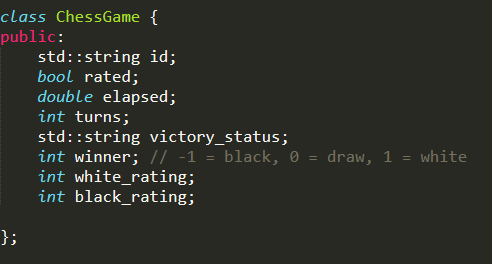 class ChessGame {
public:
    std::string id;
    bool rated;
    double elapsed;
    int turns;
    std::string victory_status;
    int winner; // -1 = black, 0 = draw, 1 = white
    int white_rating;
    int black_rating;

};